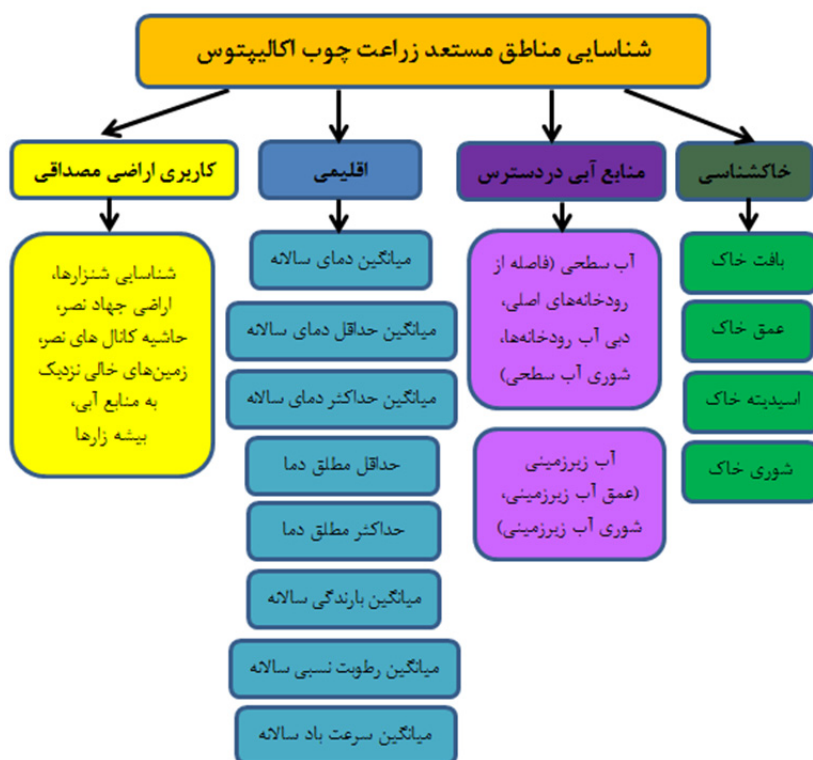 شناسایی مناطق مستعد زراعت چوب اکالیپتوس
خاکشناسی
بافت خاک
عمق خاک
اسیدیته خاک
شوری خاک
منابع آبی دردسترس
آب سطحی (فاصله از
رودخانه‌های اصلی،
دبی آب رودخانه‌ها،
شوری آب سطحی)
آب زیرزمینی
(عمق آب زیرزمینی،
شوری آب زیرزمینی)
اقلیمی
میانگین دمای سالانه
میانگین حداقل دمای سالانه
میانگین حداکثر دمای سالانه
حداقل مطلق دما
حداکثر مطلق دما
میانگین بارندگی سالانه
میانگین رطوبت نسبی سالانه
میانگین سرعت باد سالانه
کاربری اراضی مصداقی
شناسایی شنزارها،
اراضی جهاد نصر،
حاشیه کانال های نصر،
زمین‌های خالی نزدیک
به منابع آبی،
بیشه زارها